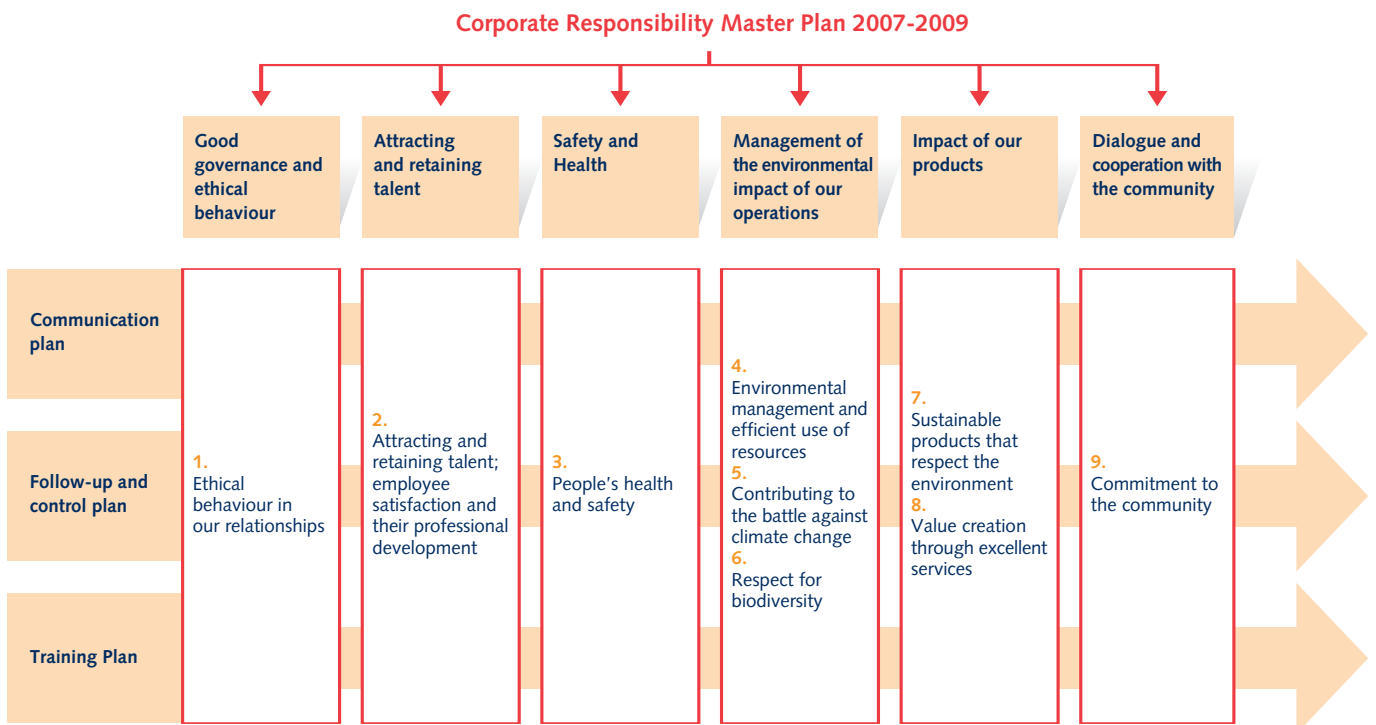 Corporate Responsibility Master Plan 2007-2009
Good
governance and
ethical
behaviour
Attracting
and retaining
talent
Safety and
Health
Management of
the environmental
impact of our
operations
Impact of our
products
Dialogue and
cooperation with
the community
Communication
plan
Follow-up and
control plan
Training Plan
1.
Ethical
behaviour in
our relationships
2.
Attracting and
retaining talent;
employee
satisfaction and
their professional
development
3.
People's health
and safety
4.
Environmental
management and
efficient use of
resources
5.
Contributing to
the battle against
climate change
6.
Respect for
biodiversity
7.
Sustainable
products that
respect the
environment
8.
Value creation
through excellent
services
9.
Commitment to
the community